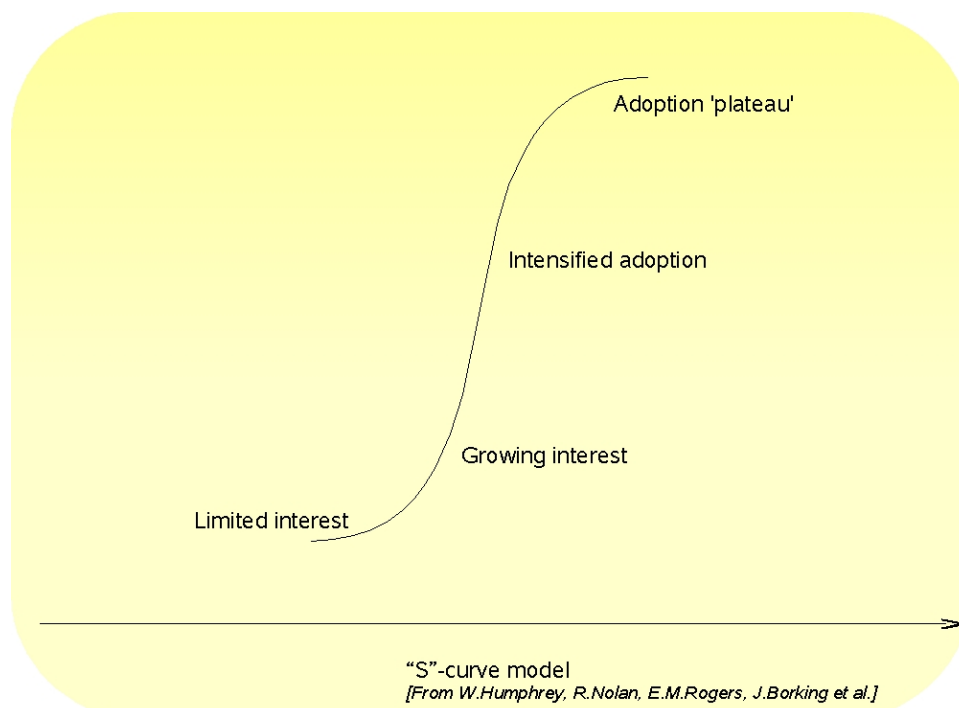 Adoption 'plateau'
Intensified adoption
Growing interest
Limited interest
“S”-curve model
[From W.Humphrey, R.Nolan, E.M.Rogers, J.Borking et al.]